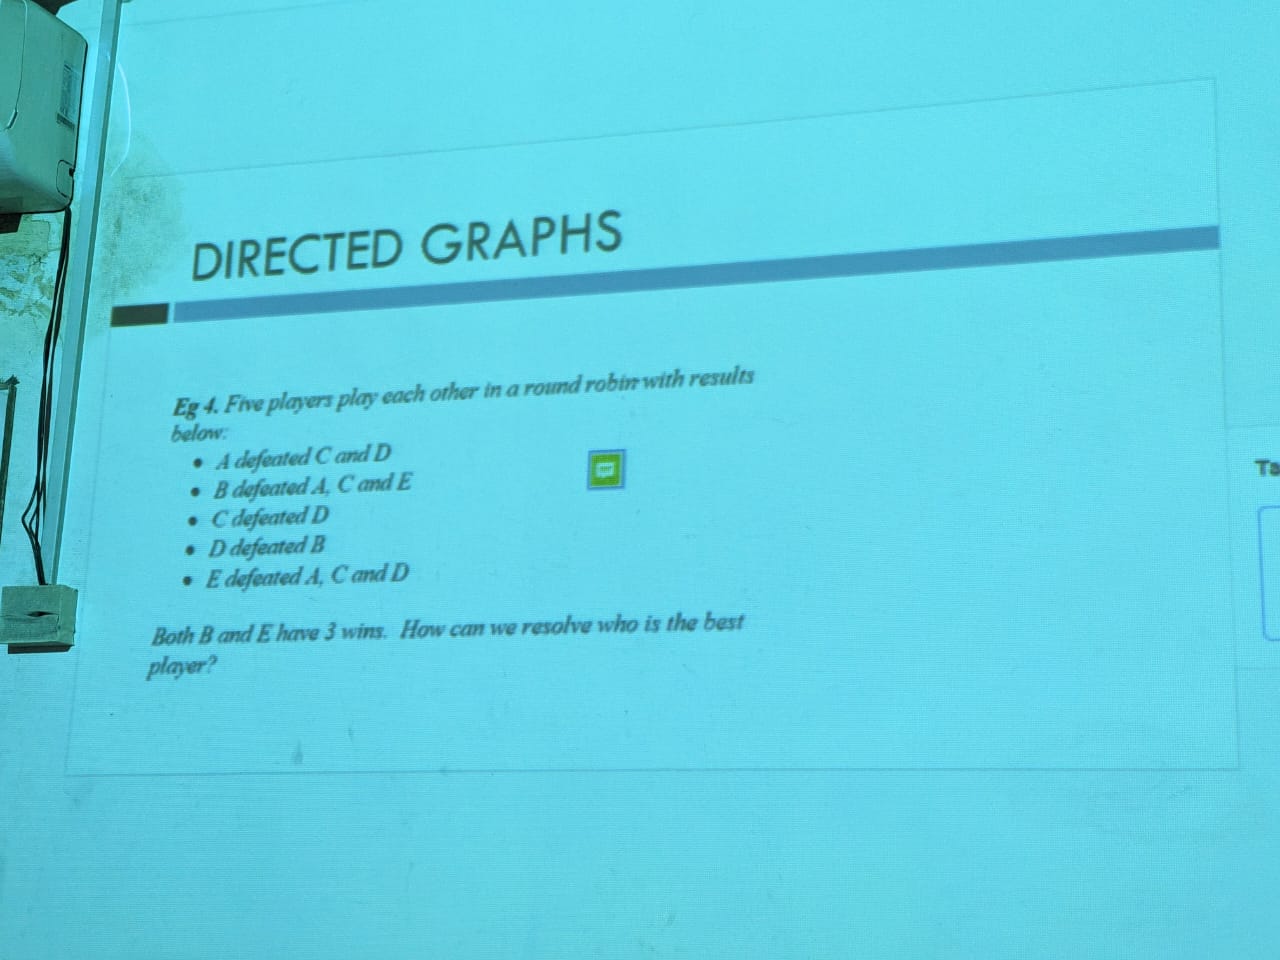 DIRECTED GRAPHS
Eg 4. Five players play each other in a round robin with results
below:
• A defeated C and D
• B defeated A, C and E
• C defeated D
• D defeated B
• E defeated A, C and D
Both B and E have 3 wins. How can we resolve who is the best
player?